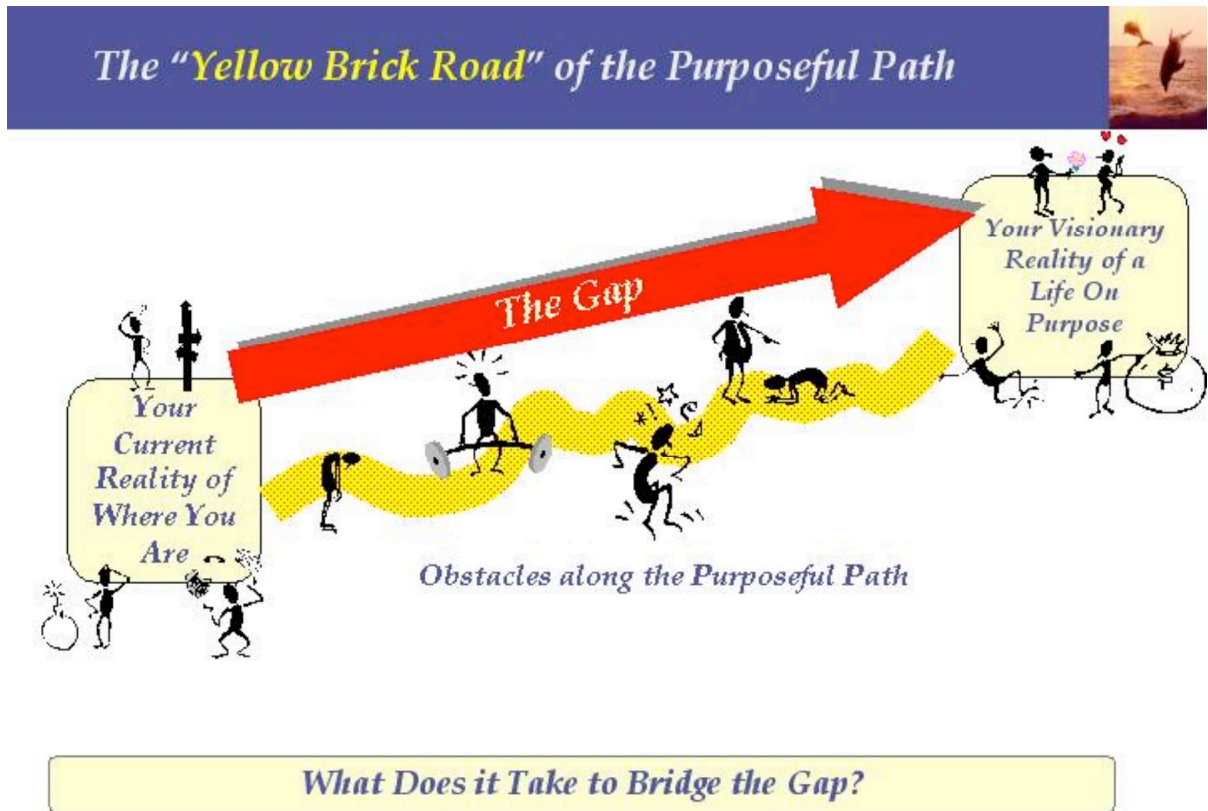 The “Yellow Brick Road” of the Purposeful Path
The Gap
Your Visionary
Reality of a
Life On
Purpose
Your
Current
Reality of
Where You
Are
Obstacles along the Purposeful Path
What Does it Take to Bridge the Gap?